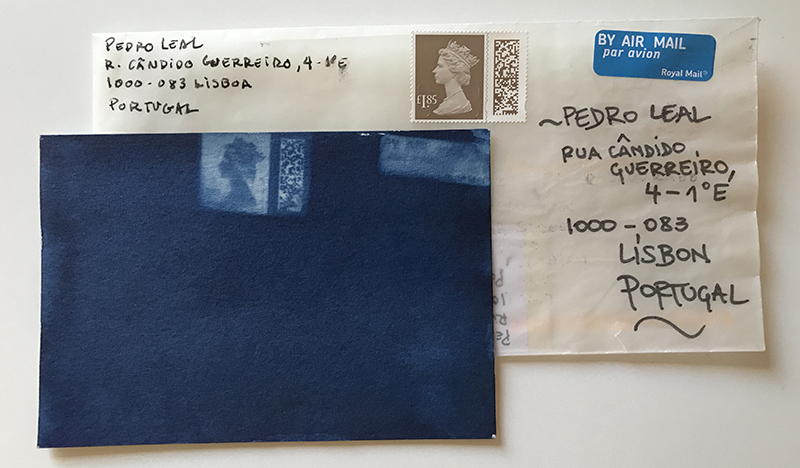 PEDRO LEAL
R. CÂNDIDO GUERREIRO, 4-1ºE
1000-083 LISBOA
PORTUGAL
£1.85
BY AIR MAIL
par avion
Royal Mail
~PEDRO LEAL
RUA CÂNDIDO
GUERREIRO,
4-1ºE
1000-083
LISBON
PORTUGAL